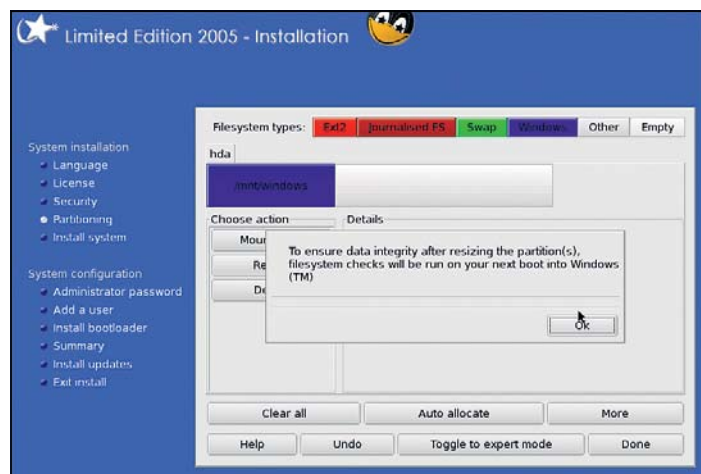 Limited Edition 2005 - Installation
System installation
Language
License
Security
Partitioning
Install system
System configuration
Administrator password
Add a user
Install bootloader
Summary
Install updates
Exit install
Filesystem types: Ext2 Journalised FS Swap Windows Other Empty
hda
/mnt/windows
Choose action Details
Moun
Re
De
To ensure data integrity after resizing the partition(s),
filesystem checks will be run on your next boot into Windows
(TM)
Ok
Clear all Auto allocate More
Help Undo Toggle to expert mode Done